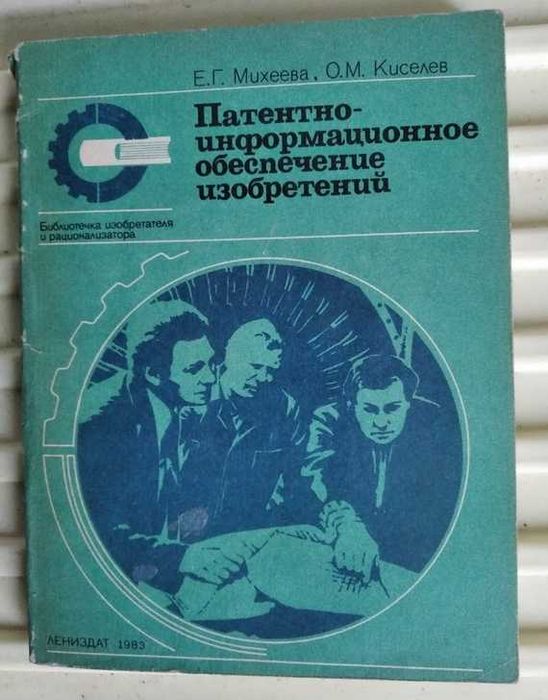 Е.Г. Михеева, О.М. Киселев
Патентно-
информационное
обеспечение
изобретений
Библиотечка изобретателя
и рационализатора
ЛЕНИЗДАТ 1983